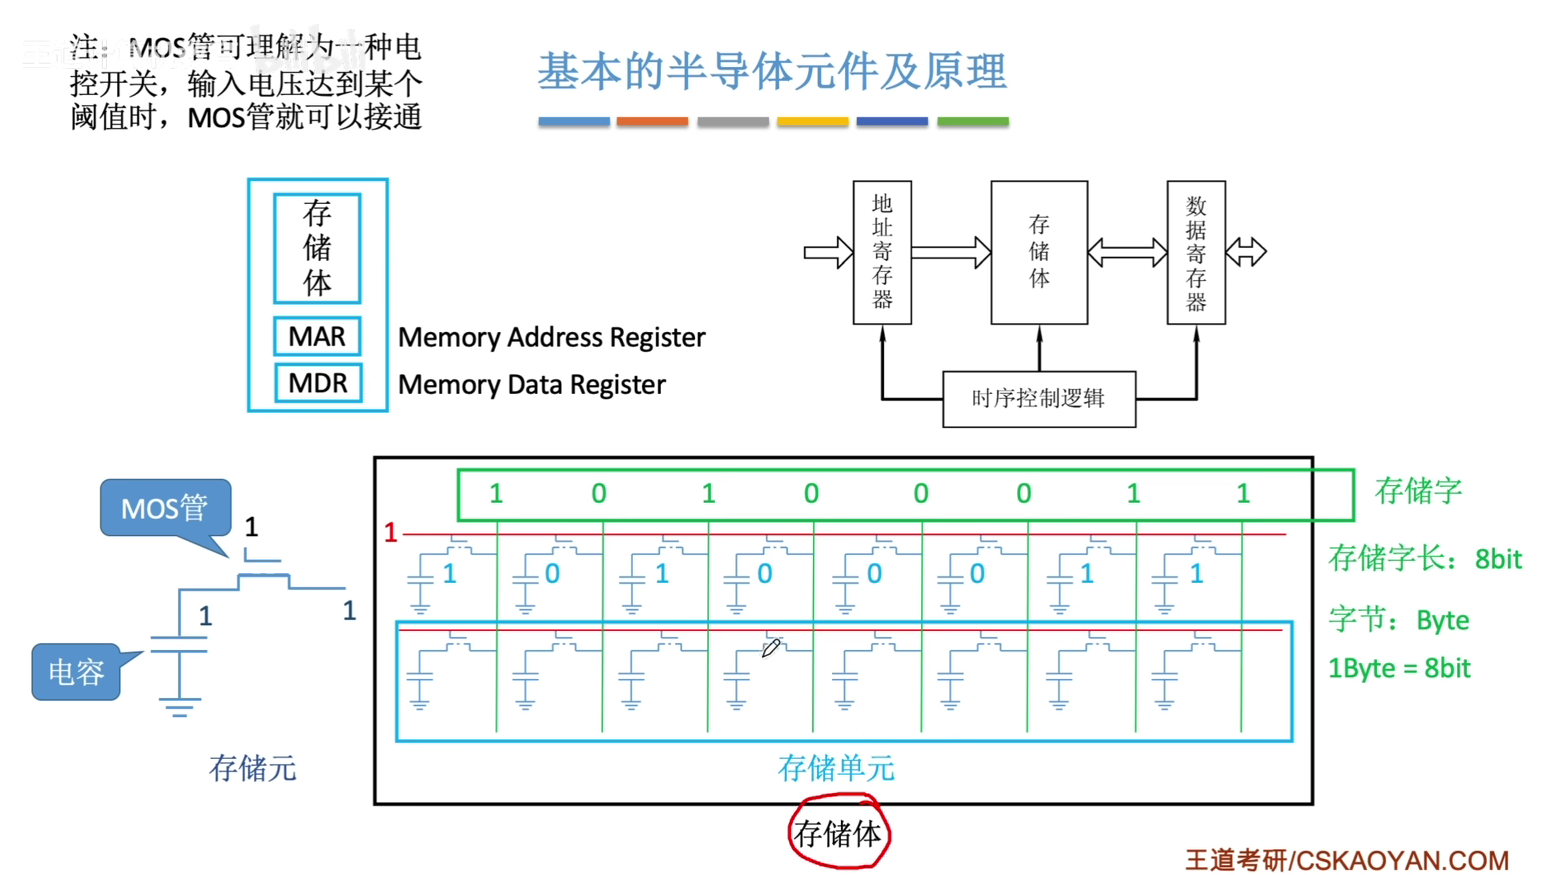 注：MOS管可理解为一种电
控开关，输入电压达到某个
阈值时，MOS管就可以接通
基本的半导体元件及原理
存
储
体
MAR
Memory Address Register
MDR
Memory Data Register
地
址
寄
存
器
存
储
体
数
据
寄
存
器
时序控制逻辑
MOS管
1
1
1
电容
存储元
1 0 1 0 0 0 1 1
存储字
1
1 0 1 0 0 0 1 1
存储字长：8bit
字节：Byte
1Byte = 8bit
存储单元
存储体
王道考研/CSKAOYAN.COM